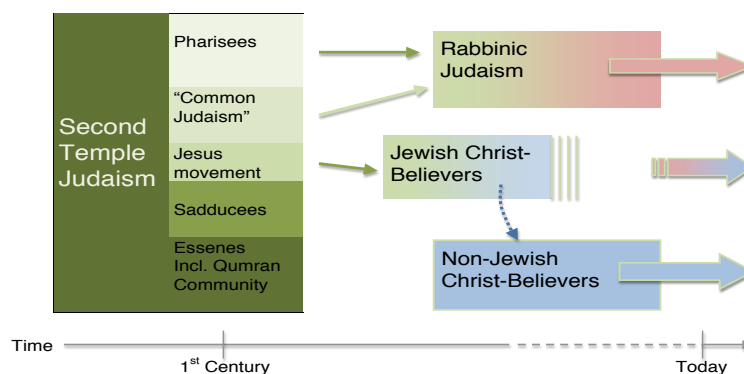 Second
Temple
Judaism
Pharisees
“Common
Judaism”
Jesus
movement
Sadducees
Essenes
Incl. Qumran
Community
Rabbinic
Judaism
Jewish Christ-
Believers
Non-Jewish
Christ-Believers
Time
1st Century
Today